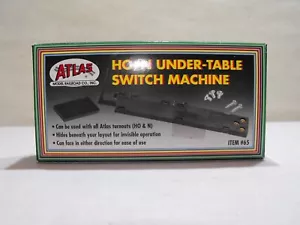 ATLAS
MODEL RAILROAD CO., INC.
HO/N UNDER-TABLE
SWITCH MACHINE
• Can be used with all Atlas turnouts (HO & N)
• Hides beneath your layout for invisible operation
• Can face in either direction for ease of use
ITEM #65